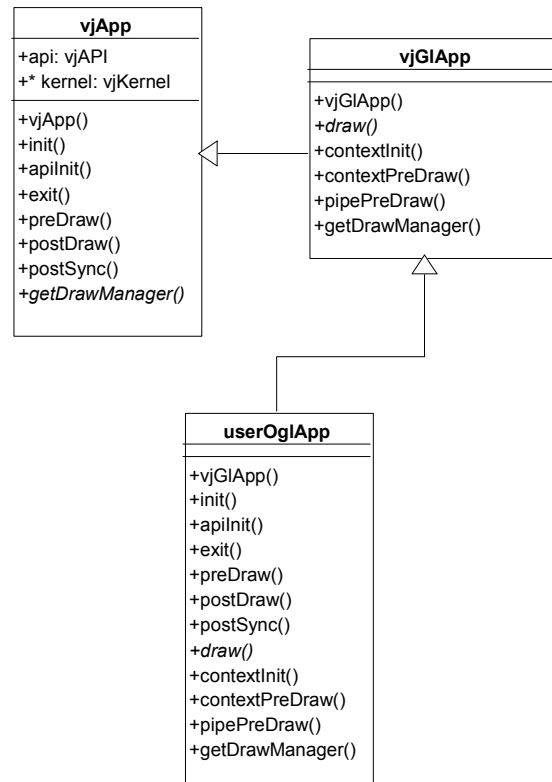 vjApp
+api: vjAPI
+* kernel: vjKernel
+vjApp()
+init()
+apiInit()
+exit()
+preDraw()
+postDraw()
+postSync()
+getDrawManager()
vjGlApp
+vjGlApp()
+draw()
+contextInit()
+contextPreDraw()
+pipePreDraw()
+getDrawManager()
userOglApp
+vjGlApp()
+init()
+apiInit()
+exit()
+preDraw()
+postDraw()
+postSync()
+draw()
+contextInit()
+contextPreDraw()
+pipePreDraw()
+getDrawManager()